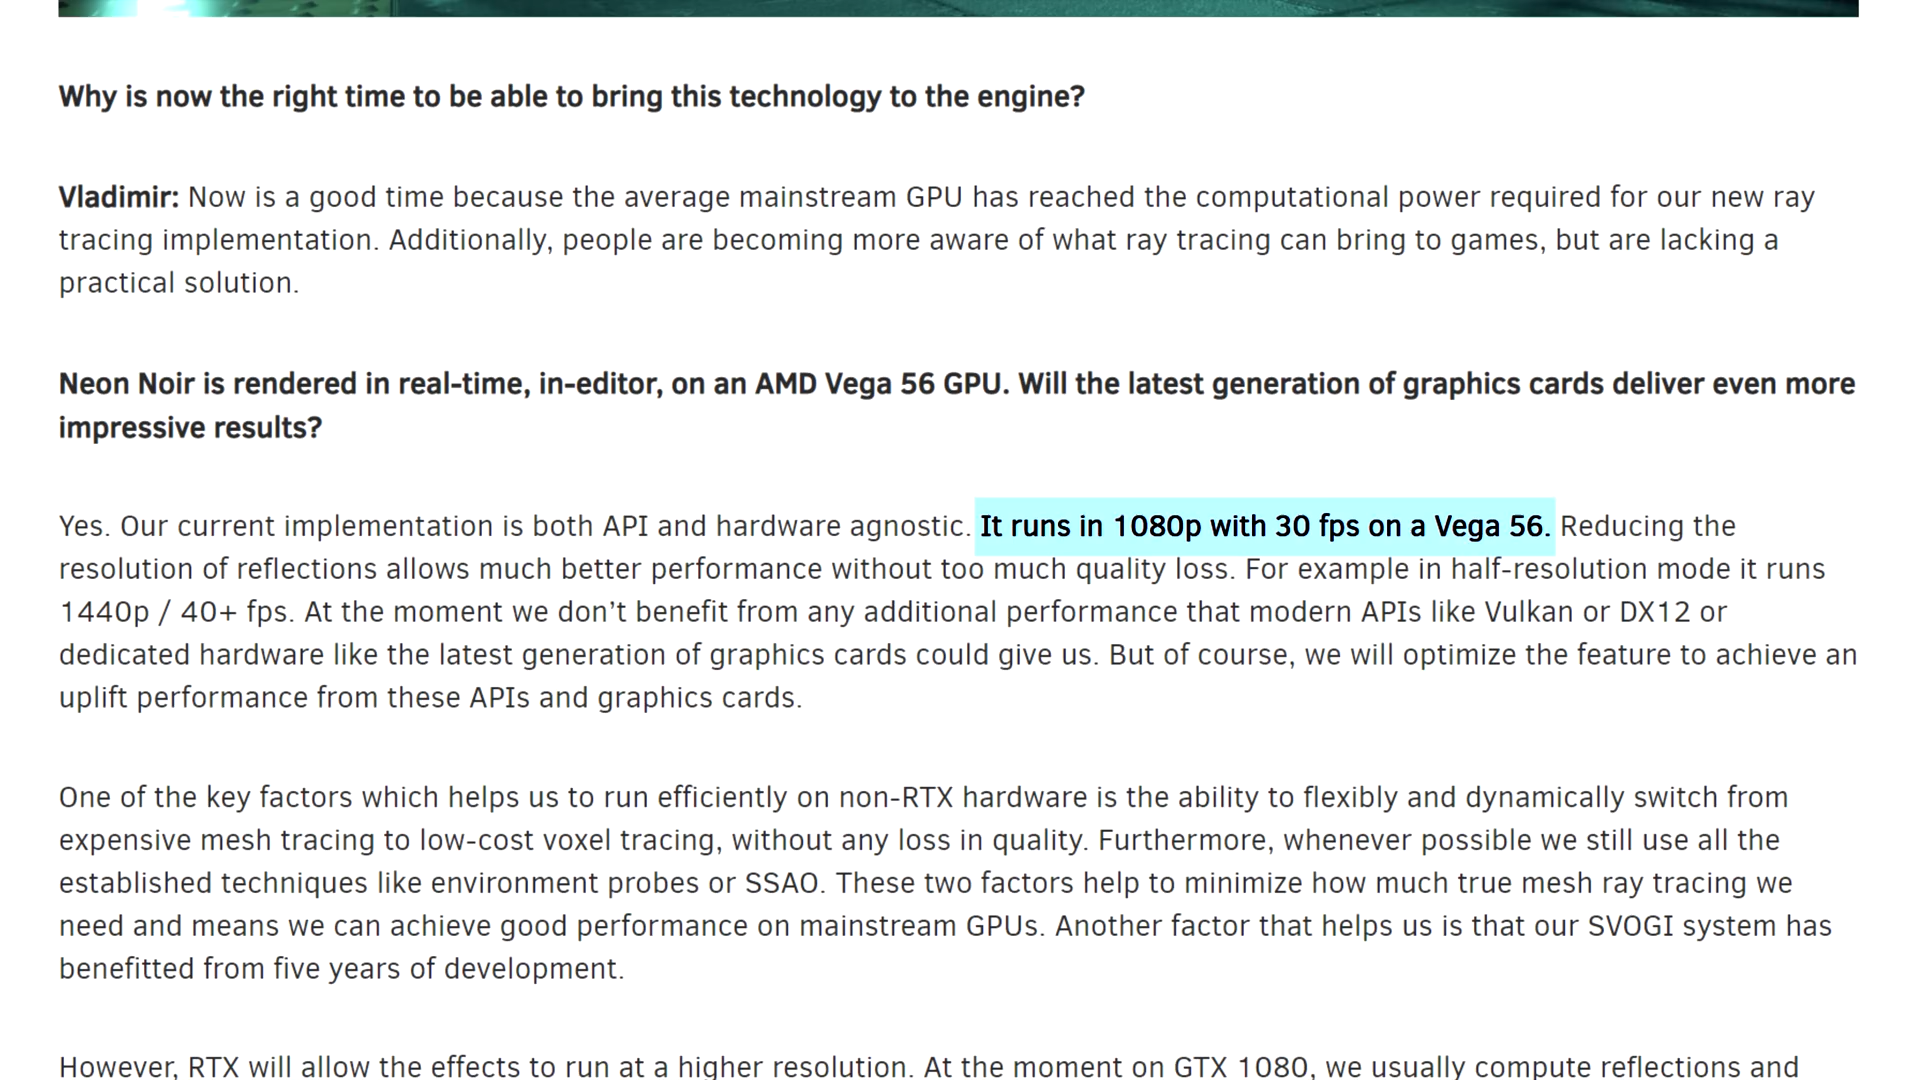 Why is now the right time to be able to bring this technology to the engine?
Vladimir: Now is a good time because the average mainstream GPU has reached the computational power required for our new ray
tracing implementation. Additionally, people are becoming more aware of what ray tracing can bring to games, but are lacking a
practical solution.
Neon Noir is rendered in real-time, in-editor, on an AMD Vega 56 GPU. Will the latest generation of graphics cards deliver even more
impressive results?
Yes. Our current implementation is both API and hardware agnostic. It runs in 1080p with 30 fps on a Vega 56. Reducing the
resolution of reflections allows much better performance without too much quality loss. For example in half-resolution mode it runs
1440p / 40+ fps. At the moment we don’t benefit from any additional performance that modern APIs like Vulkan or DX12 or
dedicated hardware like the latest generation of graphics cards could give us. But of course, we will optimize the feature to achieve an
uplift performance from these APIs and graphics cards.
One of the key factors which helps us to run efficiently on non-RTX hardware is the ability to flexibly and dynamically switch from
expensive mesh tracing to low-cost voxel tracing, without any loss in quality. Furthermore, whenever possible we still use all the
established techniques like environment probes or SSAO. These two factors help to minimize how much true mesh ray tracing we
need and means we can achieve good performance on mainstream GPUs. Another factor that helps us is that our SVOGI system has
benefitted from five years of development.
However, RTX will allow the effects to run at a higher resolution. At the moment on GTX 1080, we usually compute reflections and